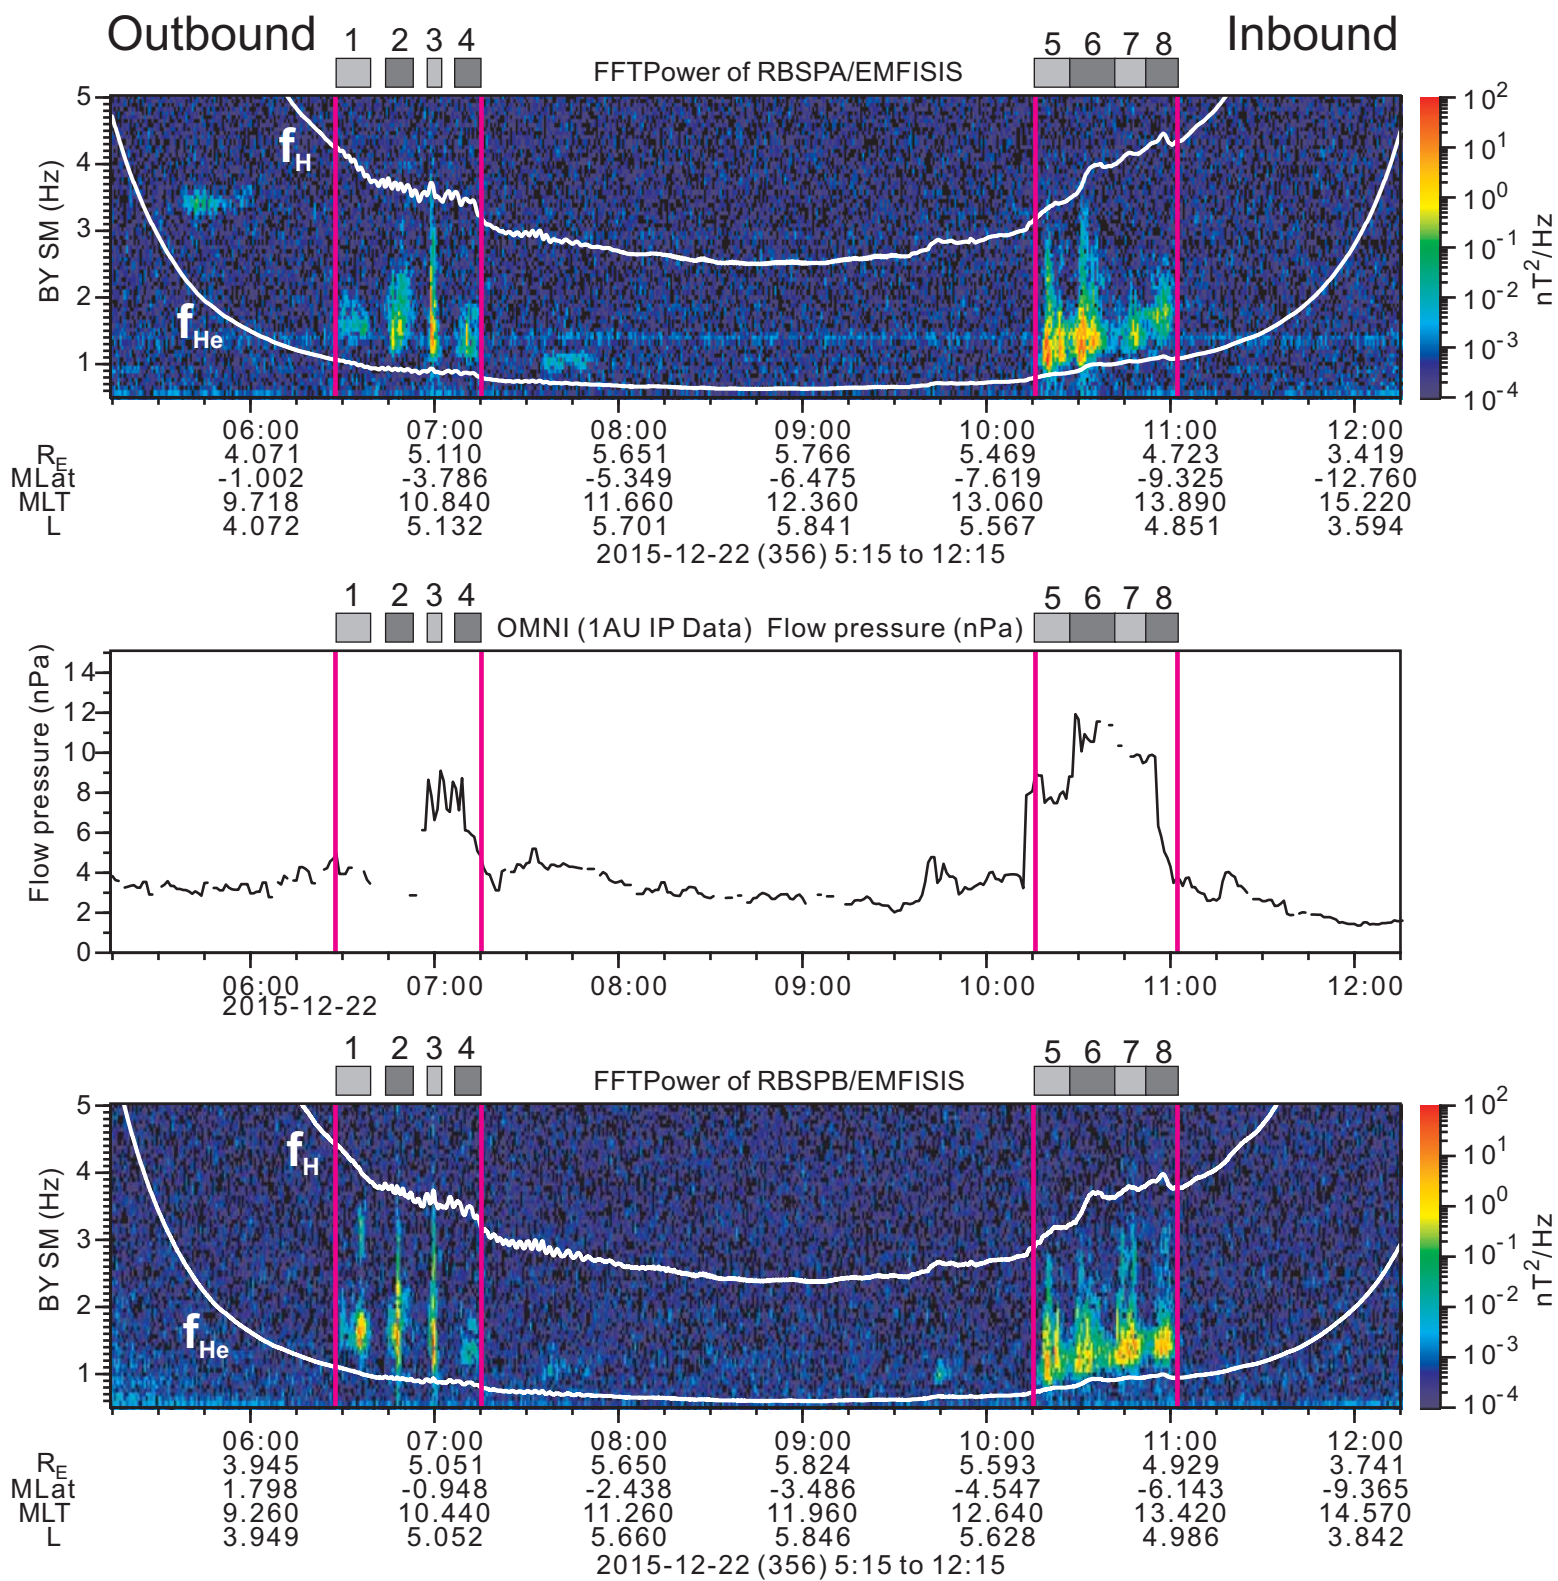 Outbound Inbound
1 2 3 4 5 6 7 8
FFTPower of RBSPA/EMFISIS
5
4
3
2
1
BY SM (Hz)
fH
fHe
10^2
10^1
10^0
10^-1
10^-2
10^-3
10^-4
nT^2/Hz
06:00 07:00 08:00 09:00 10:00 11:00 12:00
RE 4.071 5.110 5.651 5.766 5.469 4.723 3.419
MLat -1.002 -3.786 -5.349 -6.475 -7.619 -9.325 -12.760
MLT 9.718 10.840 11.660 12.360 13.060 13.890 15.220
L 4.072 5.132 5.701 5.841 5.567 4.851 3.594
2015-12-22 (356) 5:15 to 12:15
1 2 3 4 5 6 7 8
OMNI (1AU IP Data) Flow pressure (nPa)
14
12
10
8
6
4
2
0
Flow pressure (nPa)
06:00 07:00 08:00 09:00 10:00 11:00 12:00
2015-12-22
1 2 3 4 5 6 7 8
FFTPower of RBSPB/EMFISIS
5
4
3
2
1
BY SM (Hz)
fH
fHe
10^2
10^1
10^0
10^-1
10^-2
10^-3
10^-4
nT^2/Hz
06:00 07:00 08:00 09:00 10:00 11:00 12:00
RE 3.945 5.051 5.650 5.824 5.593 4.929 3.741
MLat 1.798 -0.948 -2.438 -3.486 -4.547 -6.143 -9.365
MLT 9.260 10.440 11.260 11.960 12.640 13.420 14.570
L 3.949 5.052 5.660 5.846 5.628 4.986 3.842
2015-12-22 (356) 5:15 to 12:15